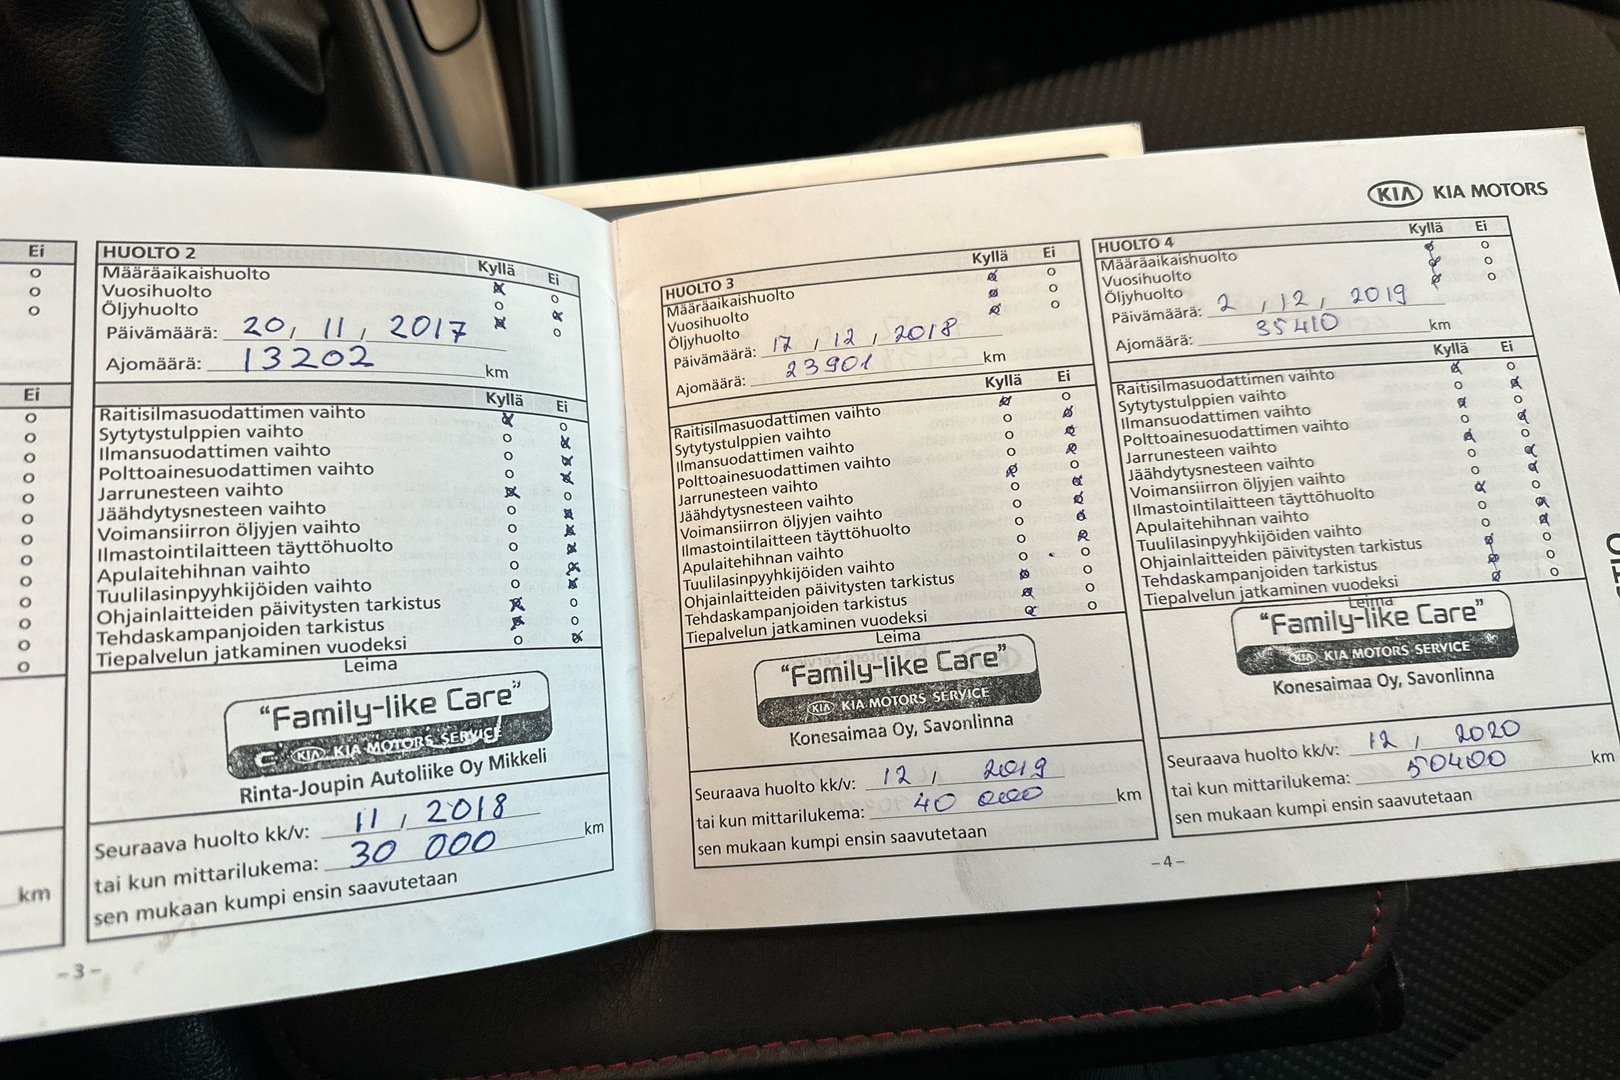 Ei
Ei
km
HUOLTO 2
Kyllä Ei
Määräaikaishuolto
Vuosihuolto
Öljyhuolto
Päivämäärä: 20, 11, 2017
Ajomäärä: 13202 km
Kyllä Ei
Raitisilmasuodattimen vaihto
Sytytystulppien vaihto
Ilmansuodattimen vaihto
Polttoainesuodattimen vaihto
Jarrunesteen vaihto
Jäähdytysnesteen vaihto
Voimansiirron öljyjen vaihto
Ilmastointilaitteen täyttöhuolto
Apulaitehihnan vaihto
Tuulilasinpyyhkijöiden vaihto
Ohjainlaitteiden päivitysten tarkistus
Tehdaskampanjoiden tarkistus
Tiepalvelun jatkaminen vuodeksi
Leima
"Family-like Care"
KIA KIA MOTORS SERVICE
Rinta-Joupin Autoliike Oy Mikkeli
Seuraava huolto kk/v: 11, 2018
tai kun mittarilukema: 30 000 km
sen mukaan kumpi ensin saavutetaan
- 3 -
KIA KIA MOTORS
HUOLTO 3
Kyllä Ei
Määräaikaishuolto
Vuosihuolto
Öljyhuolto
Päivämäärä: 17, 12, 2018
Ajomäärä: 23901 km
Kyllä Ei
Raitisilmasuodattimen vaihto
Sytytystulppien vaihto
Ilmansuodattimen vaihto
Polttoainesuodattimen vaihto
Jarrunesteen vaihto
Jäähdytysnesteen vaihto
Voimansiirron öljyjen vaihto
Ilmastointilaitteen täyttöhuolto
Apulaitehihnan vaihto
Tuulilasinpyyhkijöiden vaihto
Ohjainlaitteiden päivitysten tarkistus
Tehdaskampanjoiden tarkistus
Tiepalvelun jatkaminen vuodeksi
Leima
"Family-like Care"
KIA KIA MOTORS SERVICE
Konesaimaa Oy, Savonlinna
Seuraava huolto kk/v: 12, 2019
tai kun mittarilukema: 40 000 km
sen mukaan kumpi ensin saavutetaan
HUOLTO 4
Kyllä Ei
Määräaikaishuolto
Vuosihuolto
Öljyhuolto
Päivämäärä: 2, 12, 2019
Ajomäärä: 35410 km
Kyllä Ei
Raitisilmasuodattimen vaihto
Sytytystulppien vaihto
Ilmansuodattimen vaihto
Polttoainesuodattimen vaihto
Jarrunesteen vaihto
Jäähdytysnesteen vaihto
Voimansiirron öljyjen vaihto
Ilmastointilaitteen täyttöhuolto
Apulaitehihnan vaihto
Tuulilasinpyyhkijöiden vaihto
Ohjainlaitteiden päivitysten tarkistus
Tehdaskampanjoiden tarkistus
Tiepalvelun jatkaminen vuodeksi
Leima
"Family-like Care"
KIA KIA MOTORS SERVICE
Konesaimaa Oy, Savonlinna
Seuraava huolto kk/v: 12, 2020
tai kun mittarilukema: 50400 km
sen mukaan kumpi ensin saavutetaan
- 4 -